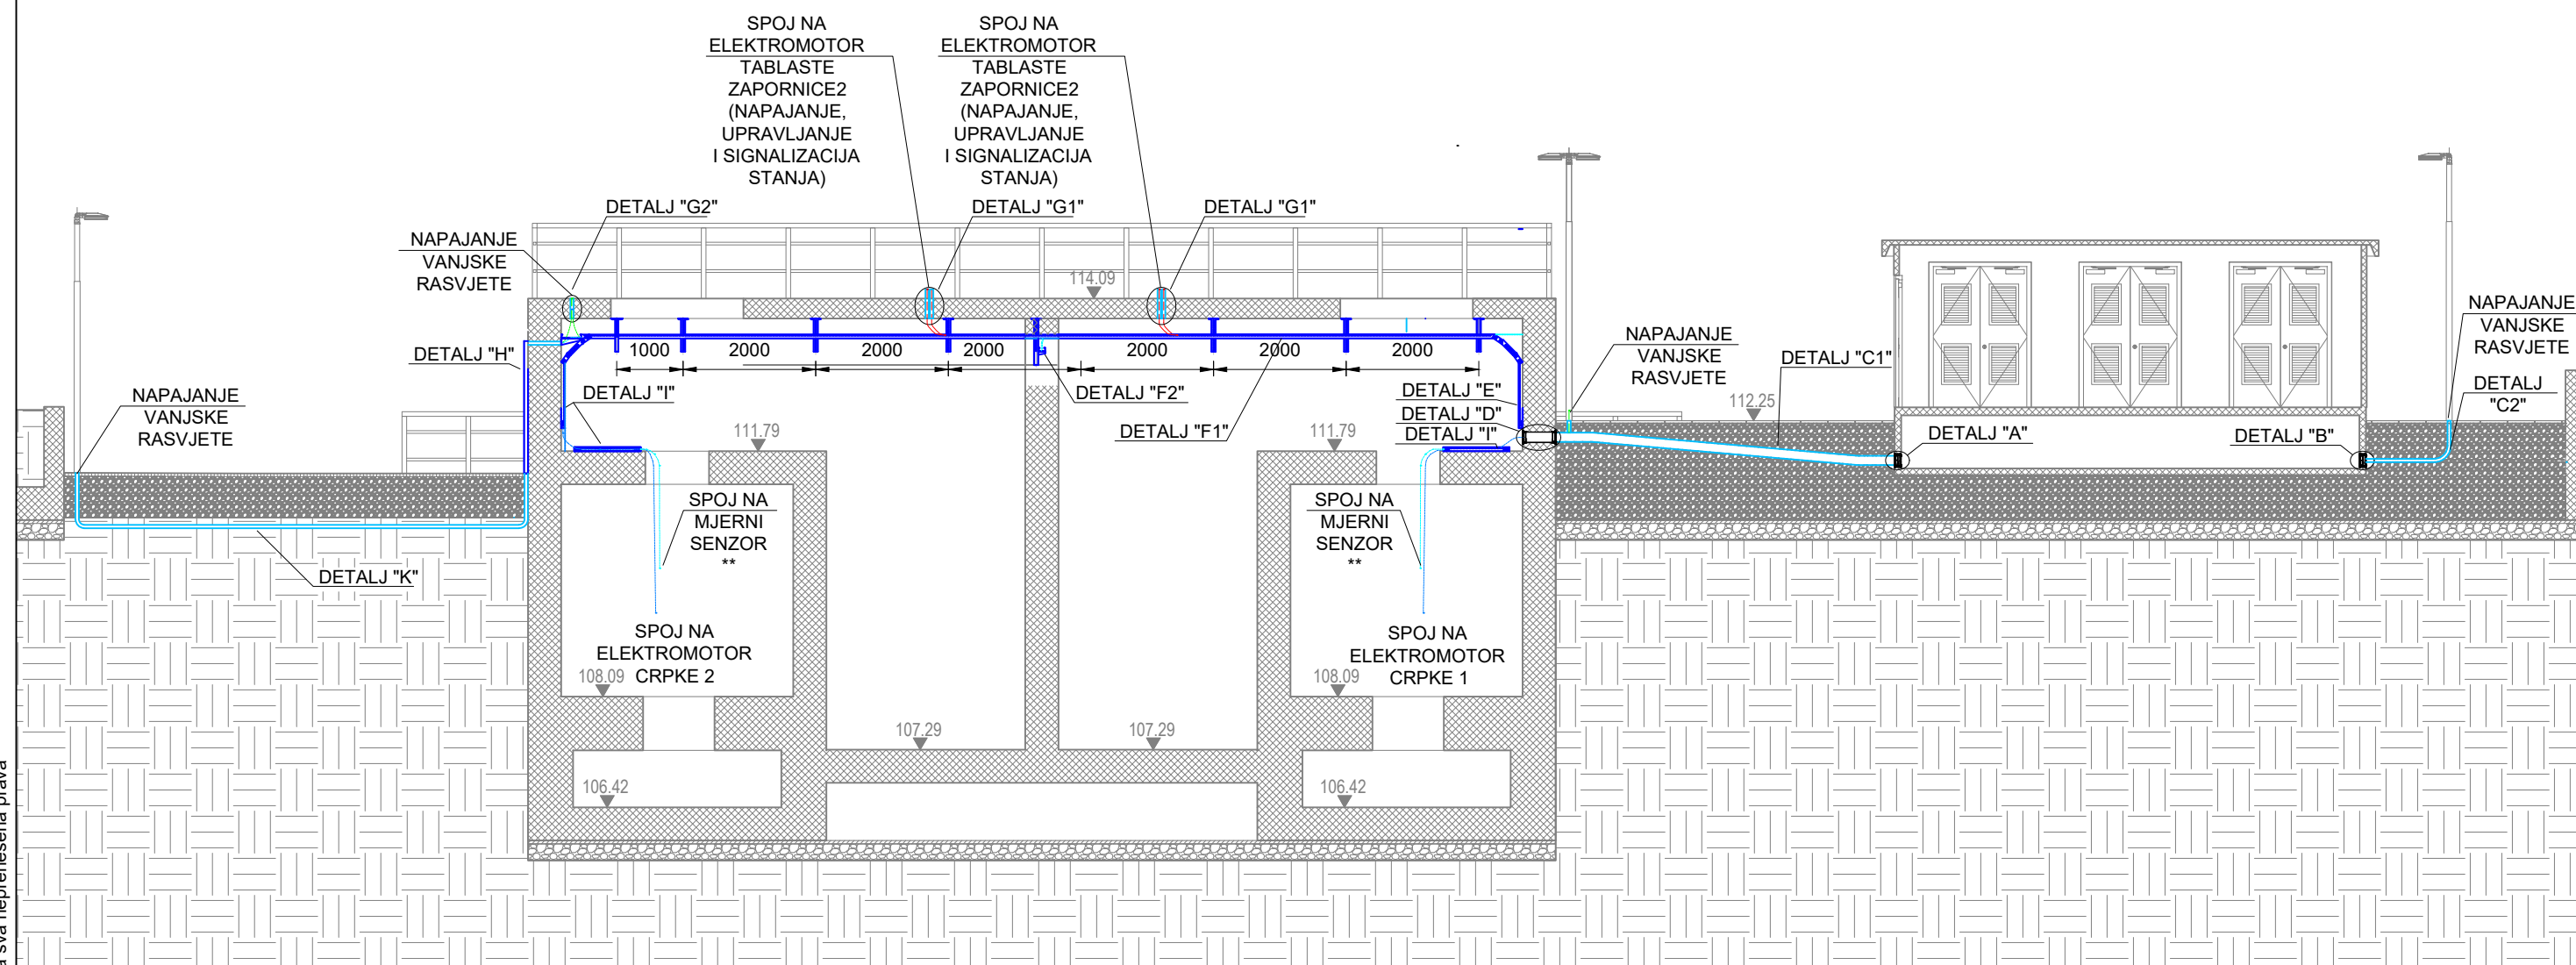 SPOJ NA
ELEKTROMOTOR
TABLASTE
ZAPORNICE2
(NAPAJANJE,
UPRAVLJANJE
I SIGNALIZACIJA
STANJA)
SPOJ NA
ELEKTROMOTOR
TABLASTE
ZAPORNICE2
(NAPAJANJE,
UPRAVLJANJE
I SIGNALIZACIJA
STANJA)
DETALJ "G2"
DETALJ "G1"
DETALJ "G1"
NAPAJANJE
VANJSKE
RASVJETE
114.09
DETALJ "H"
1000
2000
2000
2000
2000
2000
2000
NAPAJANJE
VANJSKE
RASVJETE
DETALJ "I"
DETALJ "F2"
DETALJ "F1"
DETALJ "E"
DETALJ "D"
DETALJ "I"
NAPAJANJE
VANJSKE
RASVJETE
DETALJ "C1"
112.25
NAPAJANJE
VANJSKE
RASVJETE
DETALJ
"C2"
DETALJ "A"
DETALJ "B"
111.79
111.79
SPOJ NA
MJERNI
SENZOR
**
SPOJ NA
MJERNI
SENZOR
**
DETALJ "K"
SPOJ NA
ELEKTROMOTOR
CRPKE 2
SPOJ NA
ELEKTROMOTOR
CRPKE 1
108.09
108.09
107.29
107.29
106.42
106.42
sva neprenesena prava